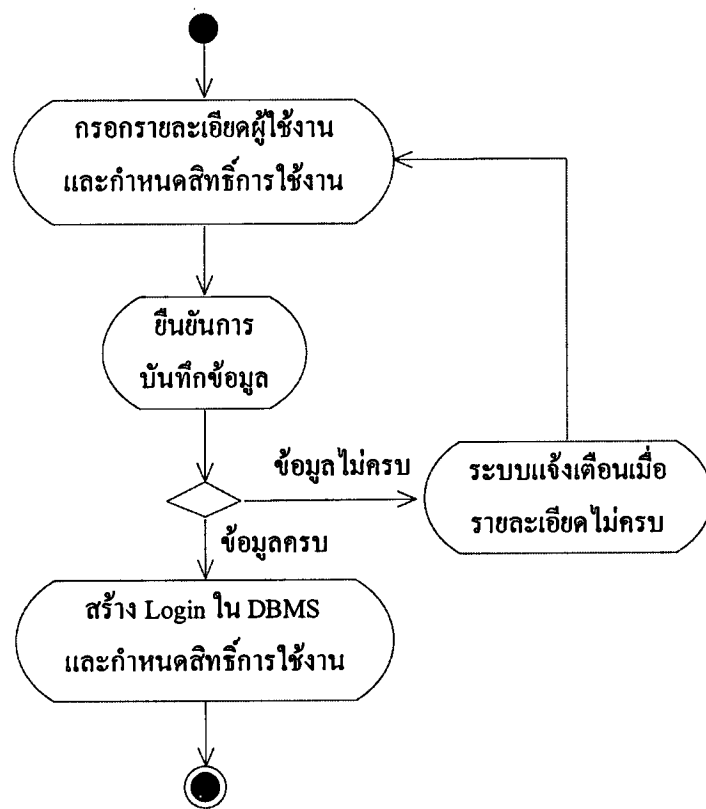 กรอกรายละเอียดผู้ใช้งาน
และกำหนดสิทธิ์การใช้งาน
ยืนยันการ
บันทึกข้อมูล
ข้อมูลไม่ครบ
ระบบแจ้งเตือนเมื่อ
รายละเอียดไม่ครบ
ข้อมูลครบ
สร้าง Login ใน DBMS
และกำหนดสิทธิ์การใช้งาน